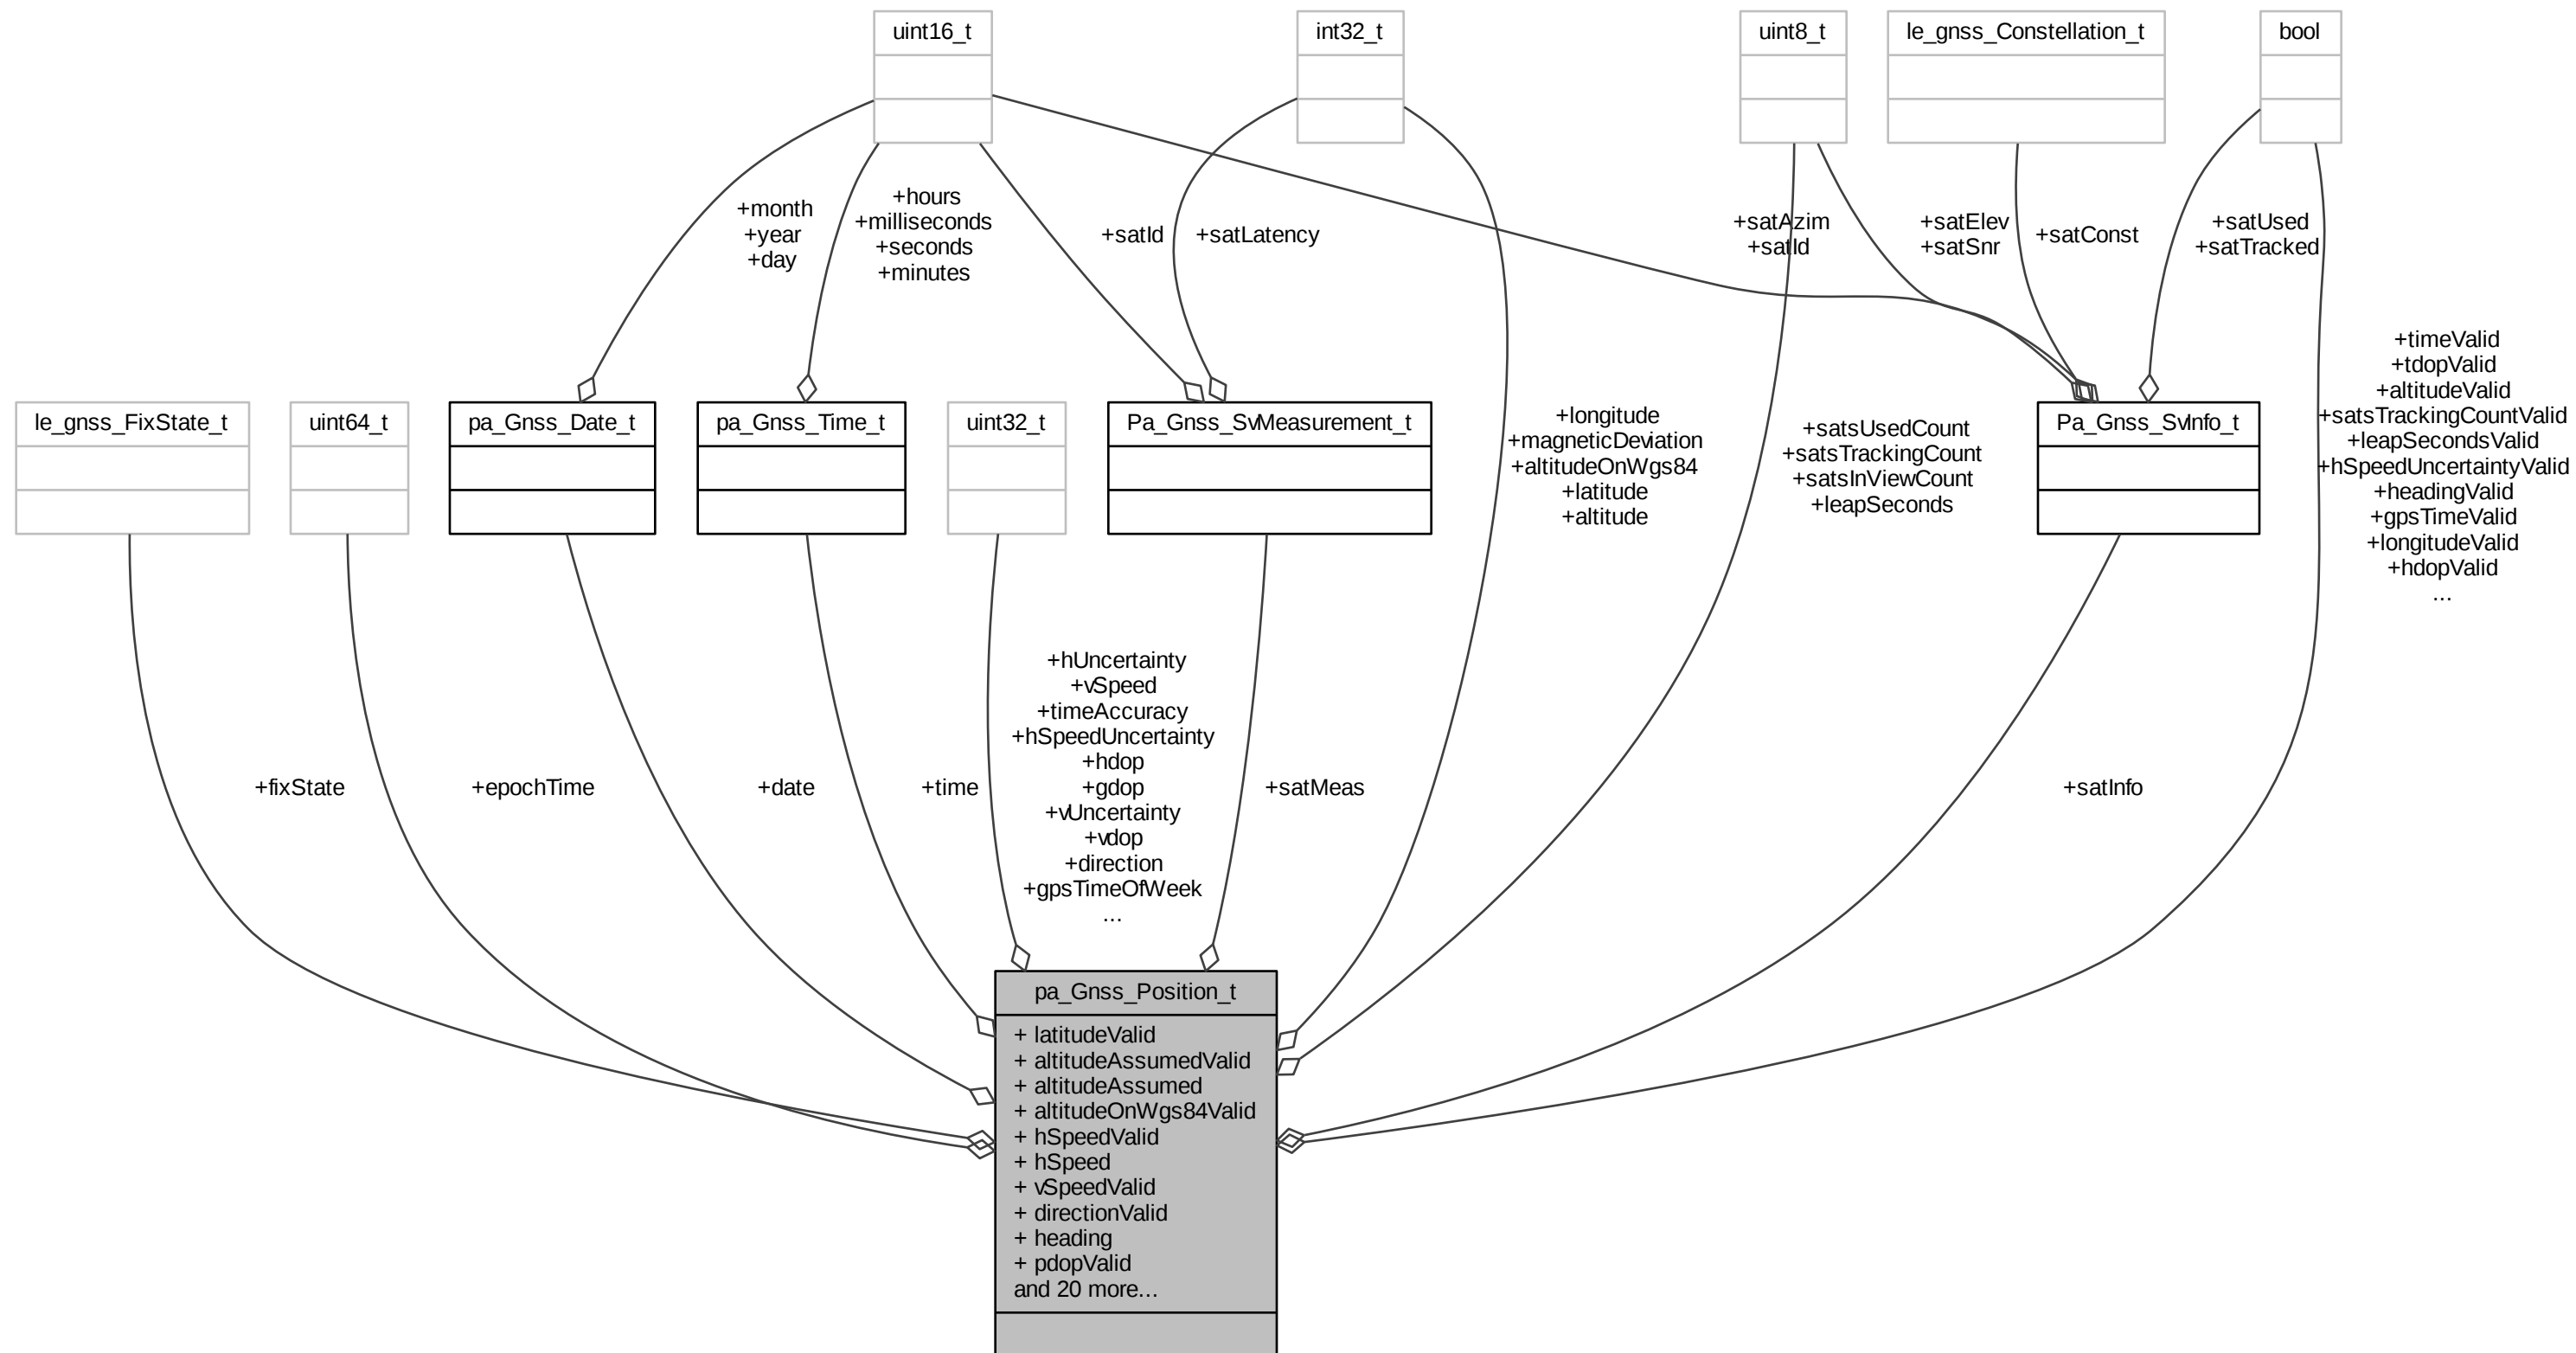 uint16_t
int32_t
uint8_t
le_gnss_Constellation_t
bool
+month
+year
+day
+hours
+milliseconds
+seconds
+minutes
+satId
+satLatency
+satAzim
+satId
+satElev
+satSnr
+satConst
+satUsed
+satTracked
le_gnss_FixState_t
uint64_t
pa_Gnss_Date_t
pa_Gnss_Time_t
uint32_t
Pa_Gnss_SvMeasurement_t
+longitude
+magneticDeviation
+altitudeOnWgs84
+latitude
+altitude
+satsUsedCount
+satsTrackingCount
+satsInViewCount
+leapSeconds
Pa_Gnss_SvInfo_t
+timeValid
+tdopValid
+altitudeValid
+satsTrackingCountValid
+leapSecondsValid
+hSpeedUncertaintyValid
+headingValid
+gpsTimeValid
+longitudeValid
+hdopValid
...
+fixState
+epochTime
+date
+time
+hUncertainty
+vSpeed
+timeAccuracy
+hSpeedUncertainty
+hdop
+gdop
+vUncertainty
+vdop
+direction
+gpsTimeOfWeek
...
+satMeas
+satInfo
pa_Gnss_Position_t
+ latitudeValid
+ altitudeAssumedValid
+ altitudeAssumed
+ altitudeOnWgs84Valid
+ hSpeedValid
+ hSpeed
+ vSpeedValid
+ directionValid
+ heading
+ pdopValid
and 20 more...